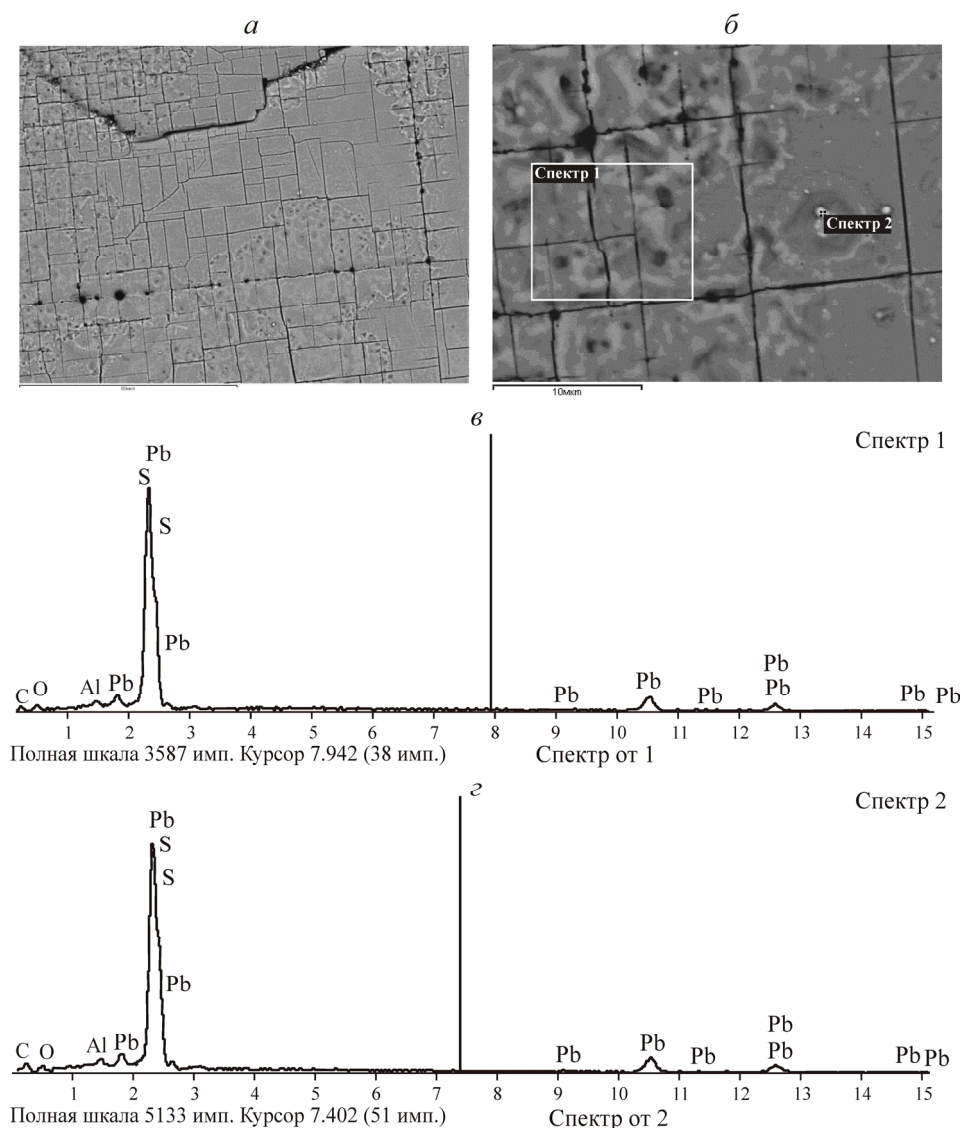 а
б
Спектр 1
Спектр 2
10мкm
в
Спектр 1
Pb
S
S
Pb
C O Al Pb
Pb Pb Pb Pb Pb Pb Pb
1 2 3 4 5 6 7 8 9 10 11 12 13 14 15
Полная шкала 3587 имп. Курсор 7.942 (38 имп.) Спектр от 1
г
Спектр 2
Pb
S
S
Pb
C O Al Pb
Pb Pb Pb Pb Pb Pb Pb
1 2 3 4 5 6 7 8 9 10 11 12 13 14 15
Полная шкала 5133 имп. Курсор 7.402 (51 имп.) Спектр от 2